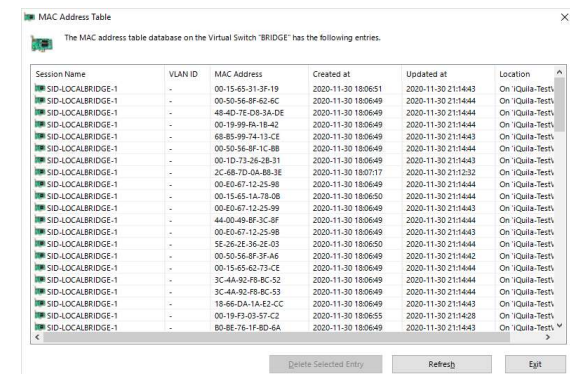 MAC Address Table
The MAC address table database on the Virtual Switch "BRIDGE" has the following entries.
Session Name VLAN ID MAC Address Created at Updated at Location
SID-LOCALBRIDGE-1 - 00-15-65-31-3F-19 2020-11-30 18:06:51 2020-11-30 21:14:43 On 'iQuila-Test\
SID-LOCALBRIDGE-1 - 00-50-56-8F-62-6C 2020-11-30 18:06:49 2020-11-30 21:14:44 On 'iQuila-Test\
SID-LOCALBRIDGE-1 - 48-4D-7E-D8-3A-DE 2020-11-30 18:06:49 2020-11-30 21:14:44 On 'iQuila-Test\
SID-LOCALBRIDGE-1 - 00-19-99-FA-1B-42 2020-11-30 18:06:49 2020-11-30 21:14:44 On 'iQuila-Test\
SID-LOCALBRIDGE-1 - 68-B5-99-74-13-CE 2020-11-30 18:06:49 2020-11-30 21:14:43 On 'iQuila-Test\
SID-LOCALBRIDGE-1 - 00-50-56-8F-1C-BB 2020-11-30 18:06:49 2020-11-30 21:14:44 On 'iQuila-Test\
SID-LOCALBRIDGE-1 - 00-1D-73-26-2B-31 2020-11-30 18:06:49 2020-11-30 21:14:43 On 'iQuila-Test\
SID-LOCALBRIDGE-1 - 2C-6B-7D-0A-B8-3E 2020-11-30 18:07:17 2020-11-30 21:12:32 On 'iQuila-Test\
SID-LOCALBRIDGE-1 - 00-E0-67-12-25-98 2020-11-30 18:06:49 2020-11-30 21:14:44 On 'iQuila-Test\
SID-LOCALBRIDGE-1 - 00-15-65-1A-78-0B 2020-11-30 18:06:50 2020-11-30 21:14:44 On 'iQuila-Test\
SID-LOCALBRIDGE-1 - 00-E0-67-12-25-99 2020-11-30 18:06:49 2020-11-30 21:14:43 On 'iQuila-Test\
SID-LOCALBRIDGE-1 - 44-00-49-BF-3C-8F 2020-11-30 18:06:49 2020-11-30 21:14:44 On 'iQuila-Test\
SID-LOCALBRIDGE-1 - 00-E0-67-12-25-9B 2020-11-30 18:06:49 2020-11-30 21:14:43 On 'iQuila-Test\
SID-LOCALBRIDGE-1 - 5E-26-2E-36-2E-03 2020-11-30 18:06:50 2020-11-30 21:14:44 On 'iQuila-Test\
SID-LOCALBRIDGE-1 - 00-50-56-8F-3F-A6 2020-11-30 18:06:49 2020-11-30 21:14:42 On 'iQuila-Test\
SID-LOCALBRIDGE-1 - 00-15-65-62-73-CE 2020-11-30 18:06:49 2020-11-30 21:14:44 On 'iQuila-Test\
SID-LOCALBRIDGE-1 - 3C-4A-92-F8-BC-52 2020-11-30 18:06:49 2020-11-30 21:14:44 On 'iQuila-Test\
SID-LOCALBRIDGE-1 - 3C-4A-92-F8-BC-53 2020-11-30 18:06:49 2020-11-30 21:14:44 On 'iQuila-Test\
SID-LOCALBRIDGE-1 - 18-66-DA-1A-E2-CC 2020-11-30 18:06:49 2020-11-30 21:14:43 On 'iQuila-Test\
SID-LOCALBRIDGE-1 - 00-19-F3-03-57-C2 2020-11-30 18:06:55 2020-11-30 21:14:28 On 'iQuila-Test\
SID-LOCALBRIDGE-1 - B0-BE-76-1F-BD-6A 2020-11-30 18:06:49 2020-11-30 21:14:43 On 'iQuila-Test\
Delete Selected Entry Refresh Exit